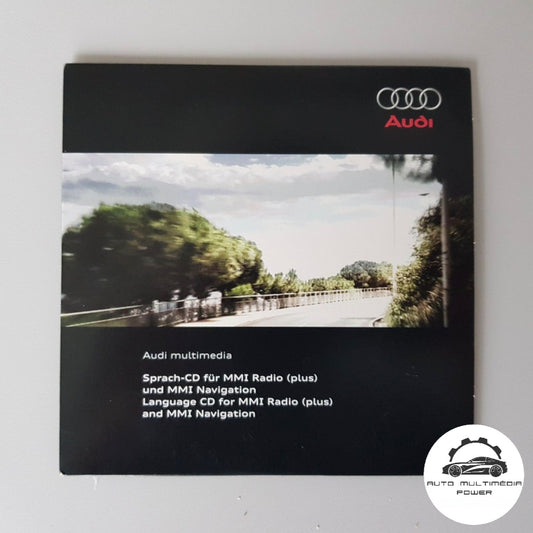 Audi
Audi multimedia
Sprach-CD für MMI Radio (plus)
und MMI Navigation
Language CD for MMI Radio (plus)
and MMI Navigation
AUTO MULTIMÉDIA
POWER